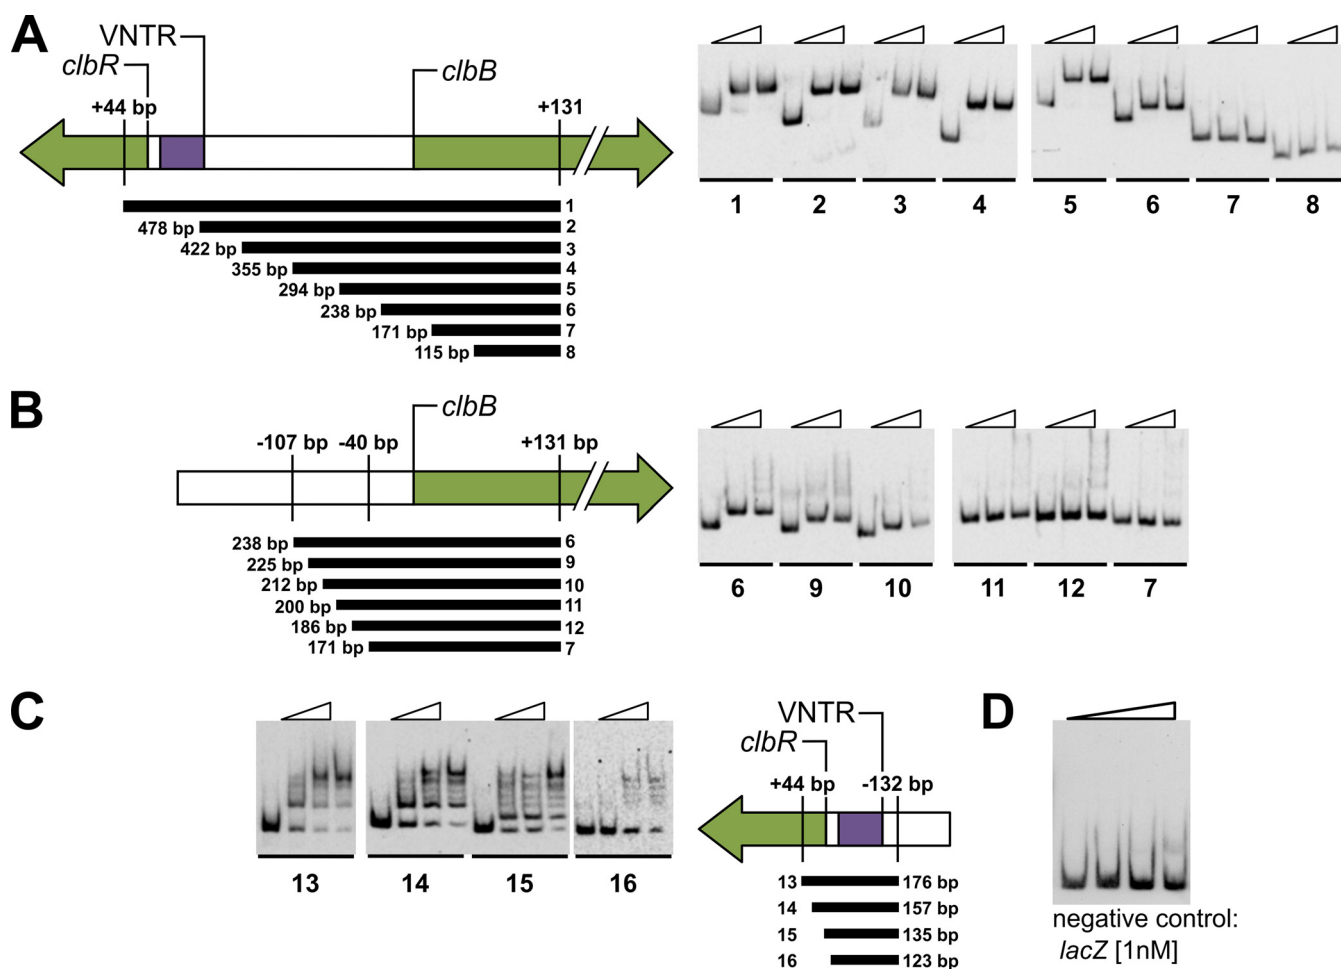 A
VNTR
clbR
clbB
+44 bp
+131
1
478 bp 2
422 bp 3
355 bp 4
294 bp 5
238 bp 6
171 bp 7
115 bp 8
1 2 3 4 5 6 7 8
B
clbB
-107 bp -40 bp +131 bp
238 bp 6
225 bp 9
212 bp 10
200 bp 11
186 bp 12
171 bp 7
6 9 10 11 12 7
C
13 14 15 16
VNTR
clbR
+44 bp -132 bp
13 176 bp
14 157 bp
15 135 bp
16 123 bp
D
negative control:
lacZ [1nM]